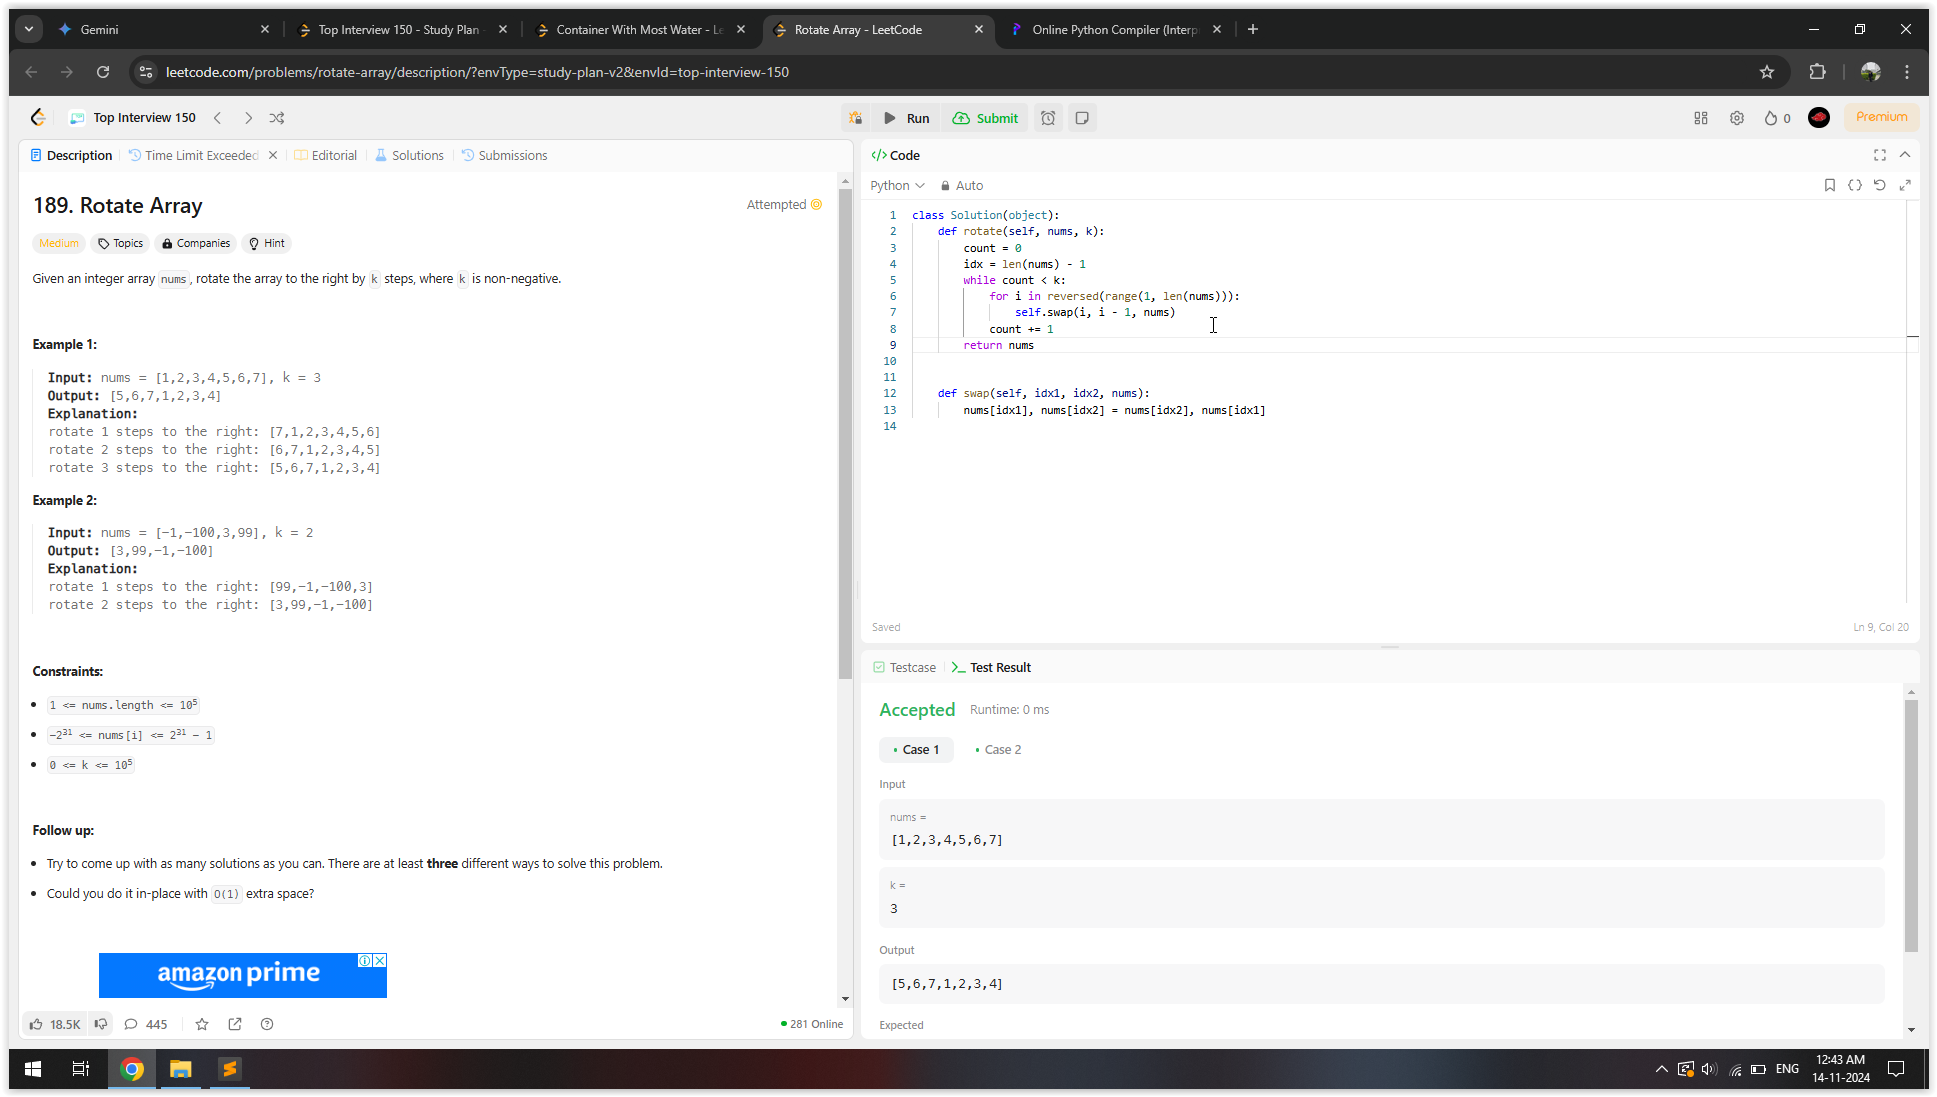 Gemini
Top Interview 150 - Study Plan
Container With Most Water - Le
Rotate Array - LeetCode
Online Python Compiler (Interp
leetcode.com/problems/rotate-array/description/?envType=study-plan-v2&envId=top-interview-150
Top Interview 150
Run
Submit
0
Premium
Description
Time Limit Exceeded
Editorial
Solutions
Submissions
189. Rotate Array
Attempted
Medium
Topics
Companies
Hint
Given an integer array nums, rotate the array to the right by k steps, where k is non-negative.
Example 1:
Input: nums = [1,2,3,4,5,6,7], k = 3
Output: [5,6,7,1,2,3,4]
Explanation:
rotate 1 steps to the right: [7,1,2,3,4,5,6]
rotate 2 steps to the right: [6,7,1,2,3,4,5]
rotate 3 steps to the right: [5,6,7,1,2,3,4]
Example 2:
Input: nums = [-1,-100,3,99], k = 2
Output: [3,99,-1,-100]
Explanation:
rotate 1 steps to the right: [99,-1,-100,3]
rotate 2 steps to the right: [3,99,-1,-100]
Constraints:
• 1 <= nums.length <= 10⁵
• -2³¹ <= nums[i] <= 2³¹ - 1
• 0 <= k <= 10⁵
Follow up:
• Try to come up with as many solutions as you can. There are at least three different ways to solve this problem.
• Could you do it in-place with O(1) extra space?
amazon prime
18.5K
445
281 Online
</> Code
Python
Auto
1 class Solution(object):
2     def rotate(self, nums, k):
3         count = 0
4         idx = len(nums) - 1
5         while count < k:
6             for i in reversed(range(1, len(nums))):
7                 self.swap(i, i - 1, nums)
8             count += 1
9         return nums
10
11
12     def swap(self, idx1, idx2, nums):
13         nums[idx1], nums[idx2] = nums[idx2], nums[idx1]
14
Saved
Ln 9, Col 20
Testcase
>_ Test Result
Accepted
Runtime: 0 ms
• Case 1
• Case 2
Input
nums =
[1,2,3,4,5,6,7]
k =
3
Output
[5,6,7,1,2,3,4]
Expected
ENG
12:43 AM
14-11-2024